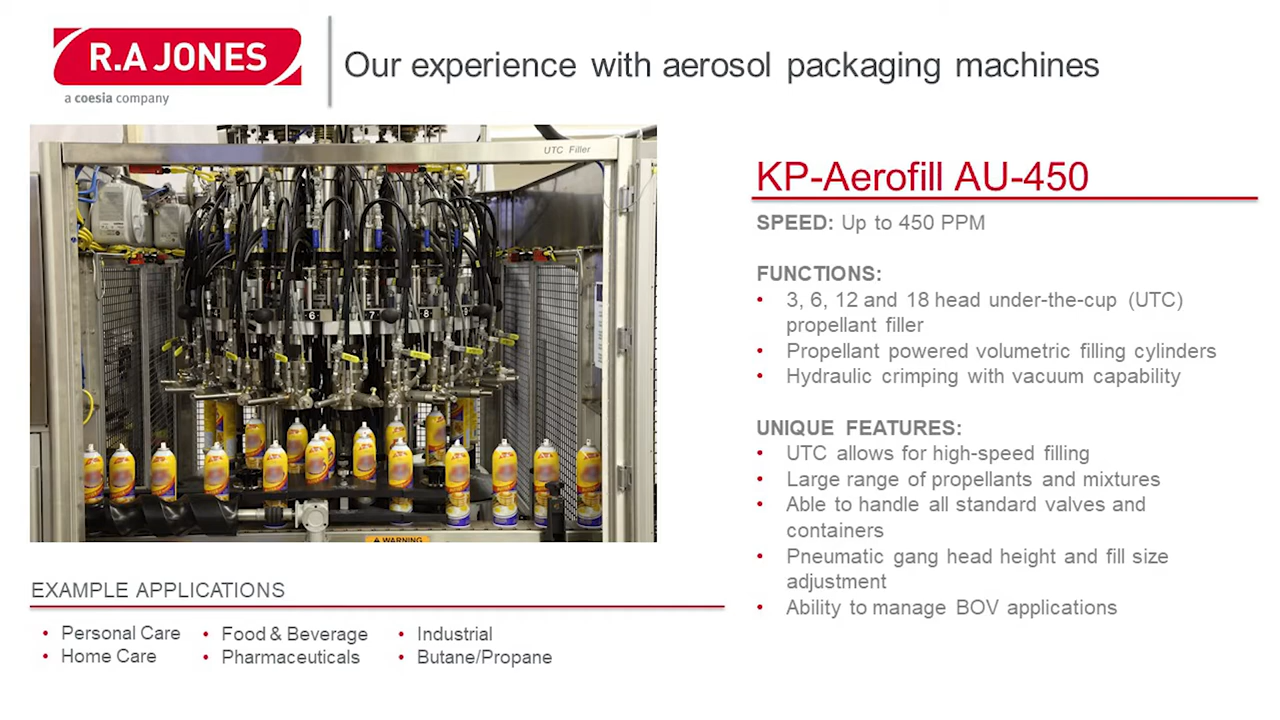 R.A JONES
a coesia company
Our experience with aerosol packaging machines
UTC Filler
6
7
8
9
WARNING
KP-Aerofill AU-450
SPEED: Up to 450 PPM
FUNCTIONS:
• 3, 6, 12 and 18 head under-the-cup (UTC)
propellant filler
• Propellant powered volumetric filling cylinders
• Hydraulic crimping with vacuum capability
UNIQUE FEATURES:
• UTC allows for high-speed filling
• Large range of propellants and mixtures
• Able to handle all standard valves and
containers
• Pneumatic gang head height and fill size
adjustment
• Ability to manage BOV applications
EXAMPLE APPLICATIONS
• Personal Care • Food & Beverage • Industrial
• Home Care • Pharmaceuticals • Butane/Propane